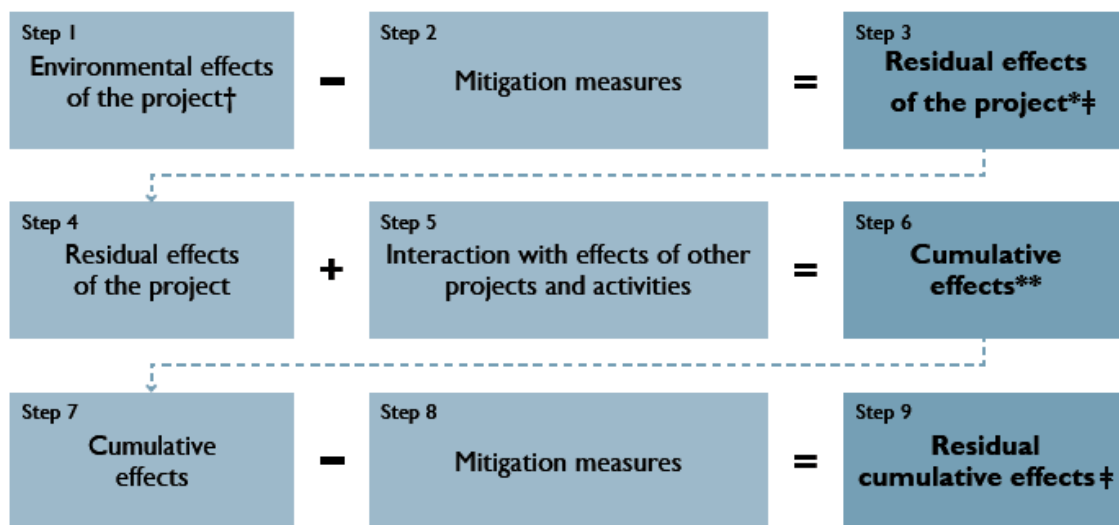 Step 1
Environmental effects
of the project†
–
Step 2
Mitigation measures
=
Step 3
Residual effects
of the project*ǂ
Step 4
Residual effects
of the project
+
Step 5
Interaction with effects of other
projects and activities
=
Step 6
Cumulative
effects**
Step 7
Cumulative
effects
–
Step 8
Mitigation measures
=
Step 9
Residual
cumulative effects ǂ